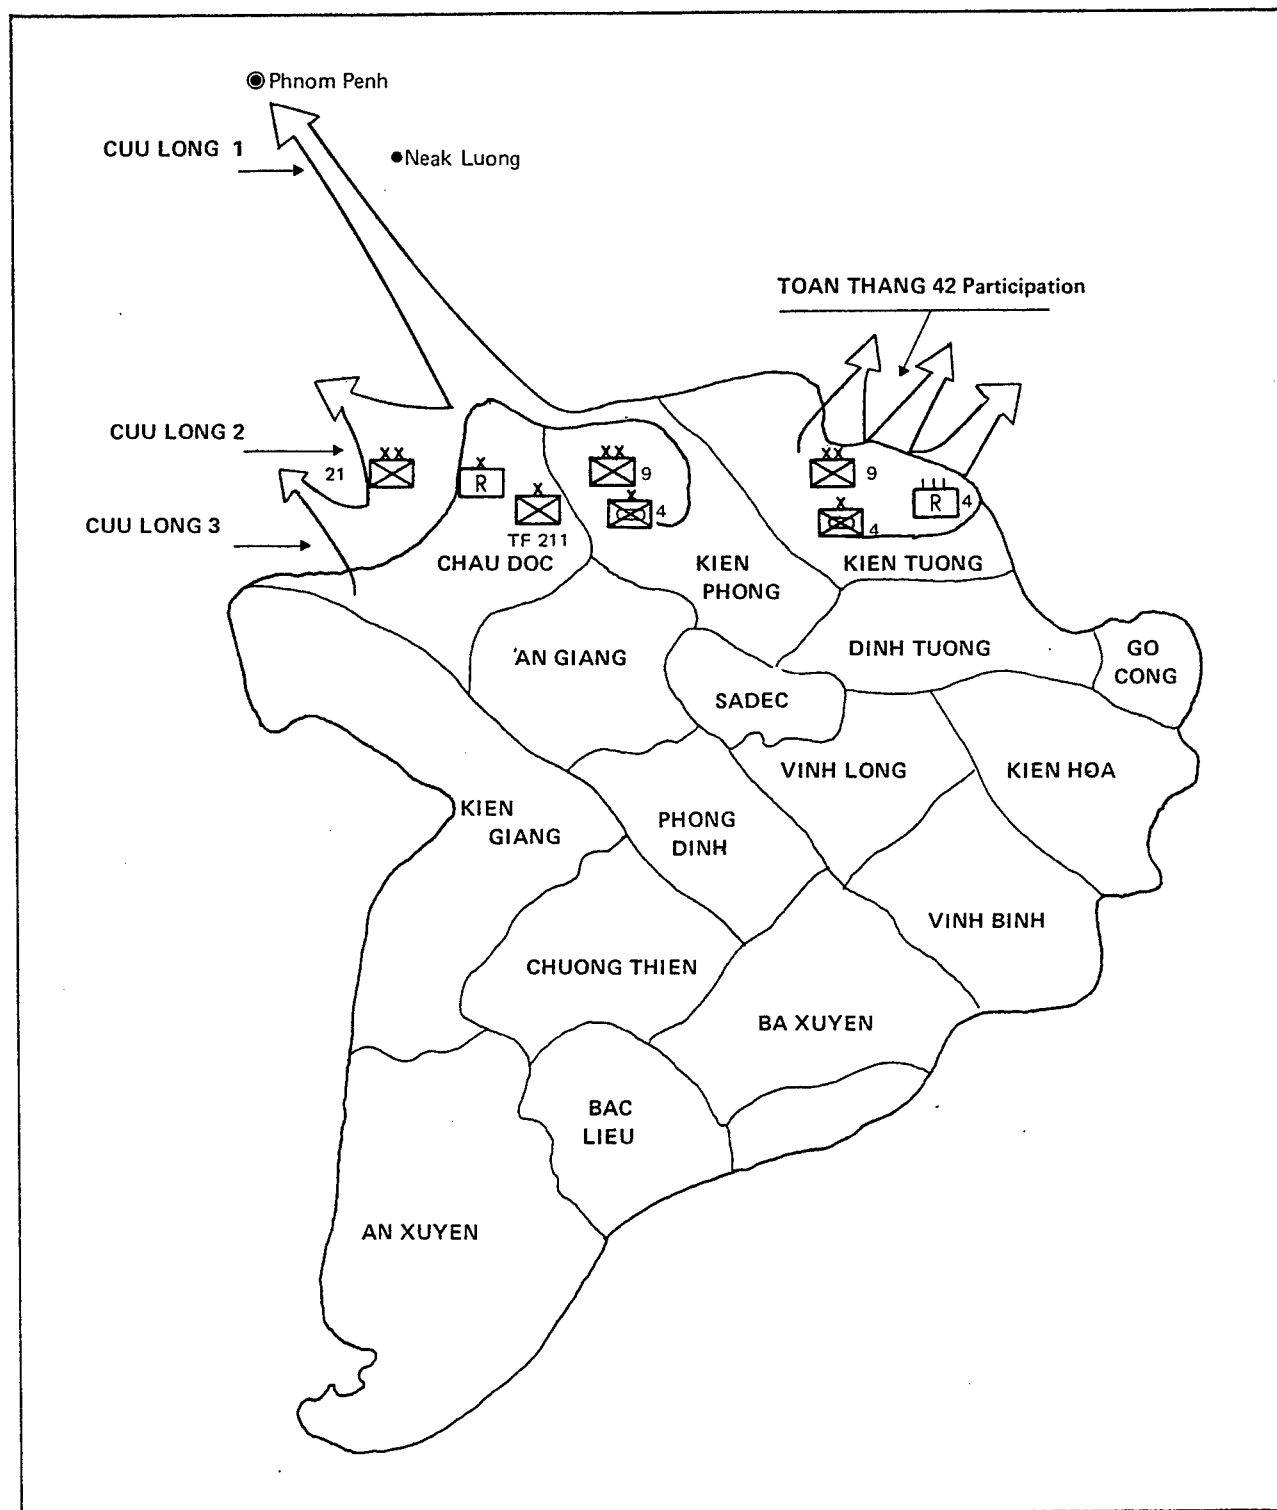 Phnom Penh
CUU LONG 1
Neak Luong
TOAN THANG 42 Participation
CUU LONG 2
21
XX
X
R
X
TF 211
XX
9
X
4
XX
9
X
4
III
R
4
CUU LONG 3
CHAU DOC
KIEN
PHONG
KIEN TUONG
'AN GIANG
DINH TUONG
GO
CONG
SADEC
VINH LONG
KIEN HOA
KIEN
GIANG
PHONG
DINH
VINH BINH
CHUONG THIEN
BA XUYEN
BAC
LIEU
AN XUYEN